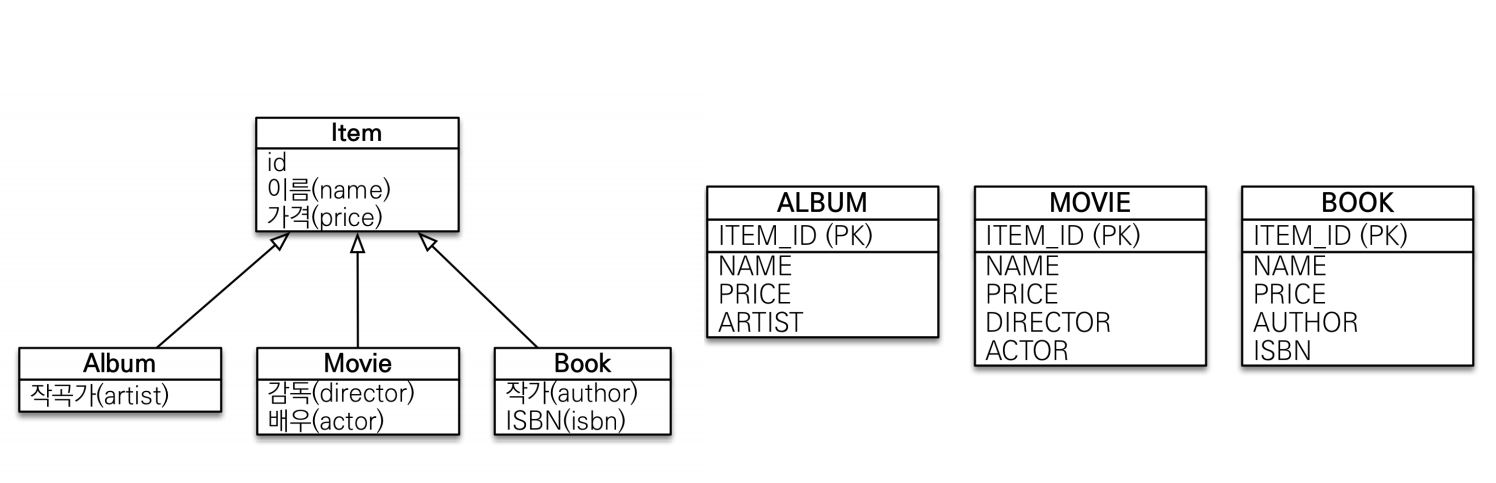 Item
id
이름(name)
가격(price)
Album
작곡가(artist)
Movie
감독(director)
배우(actor)
Book
작가(author)
ISBN(isbn)
ALBUM
ITEM_ID (PK)
NAME
PRICE
ARTIST
MOVIE
ITEM_ID (PK)
NAME
PRICE
DIRECTOR
ACTOR
BOOK
ITEM_ID (PK)
NAME
PRICE
AUTHOR
ISBN